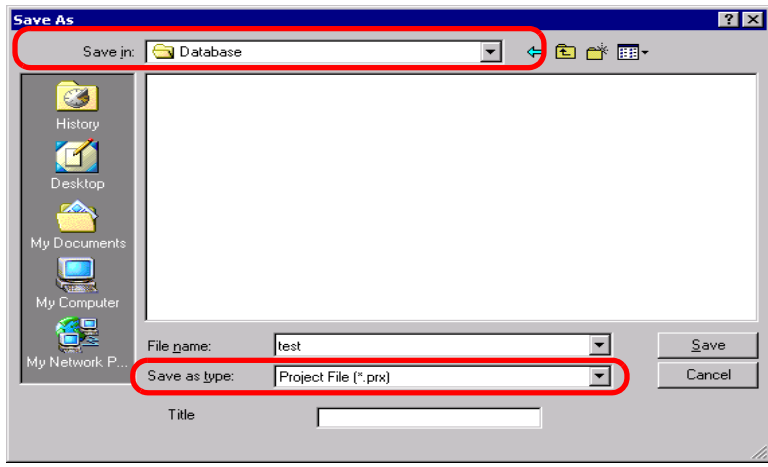 Save As
Save in: Database
History
Desktop
My Documents
My Computer
My Network P...
File name: test Save
Save as type: Project File (*.prx) Cancel
Title